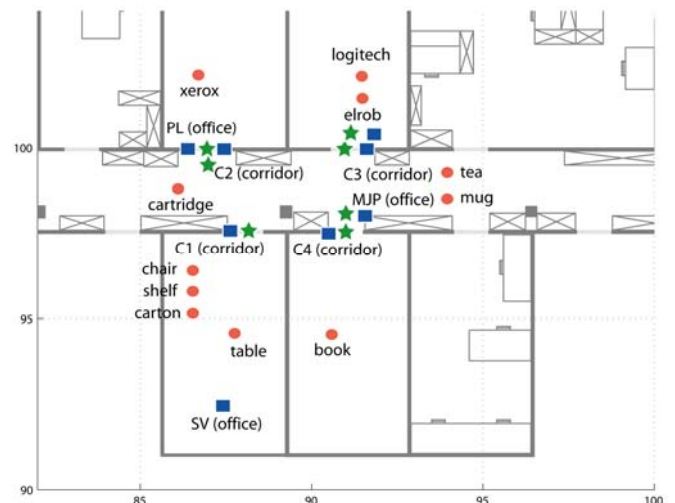 logitech
xerox
elrob
PL (office)
100
C2 (corridor)
C3 (corridor)
tea
MJP (office)
mug
cartridge
C1 (corridor)
C4 (corridor)
chair
shelf
carton
95
table
book
SV (office)
90
85
90
95
100